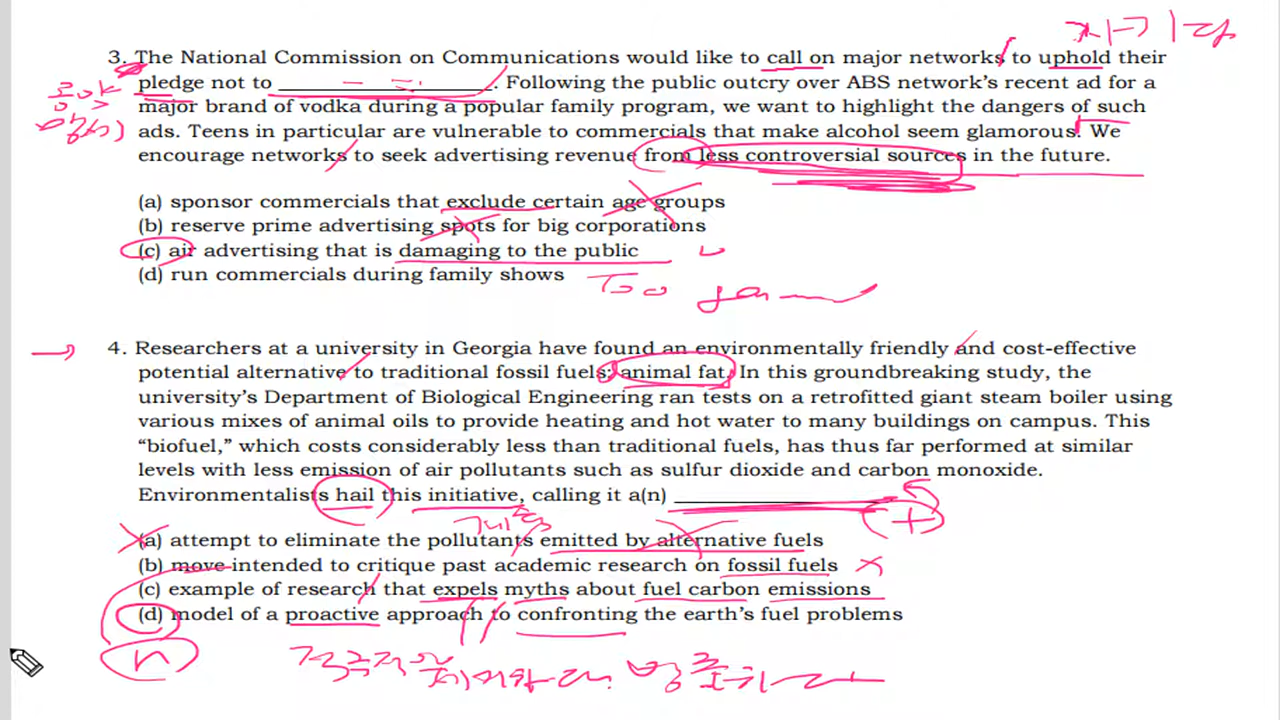 3. The National Commission on Communications would like to call on major networks to uphold their
pledge not to ____________________. Following the public outcry over ABS network's recent ad for a
major brand of vodka during a popular family program, we want to highlight the dangers of such
ads. Teens in particular are vulnerable to commercials that make alcohol seem glamorous. We
encourage networks to seek advertising revenue from less controversial sources in the future.
(a) sponsor commercials that exclude certain age groups
(b) reserve prime advertising spots for big corporations
(c) air advertising that is damaging to the public
(d) run commercials during family shows
Too
4. Researchers at a university in Georgia have found an environmentally friendly and cost-effective
potential alternative to traditional fossil fuels: animal fat. In this groundbreaking study, the
university's Department of Biological Engineering ran tests on a retrofitted giant steam boiler using
various mixes of animal oils to provide heating and hot water to many buildings on campus. This
“biofuel,” which costs considerably less than traditional fuels, has thus far performed at similar
levels with less emission of air pollutants such as sulfur dioxide and carbon monoxide.
Environmentalists hail this initiative, calling it a(n) ____________________
(+)
(a) attempt to eliminate the pollutants emitted by alternative fuels
(b) move intended to critique past academic research on fossil fuels
(c) example of research that expels myths about fuel carbon emissions
(d) model of a proactive approach to confronting the earth's fuel problems
n